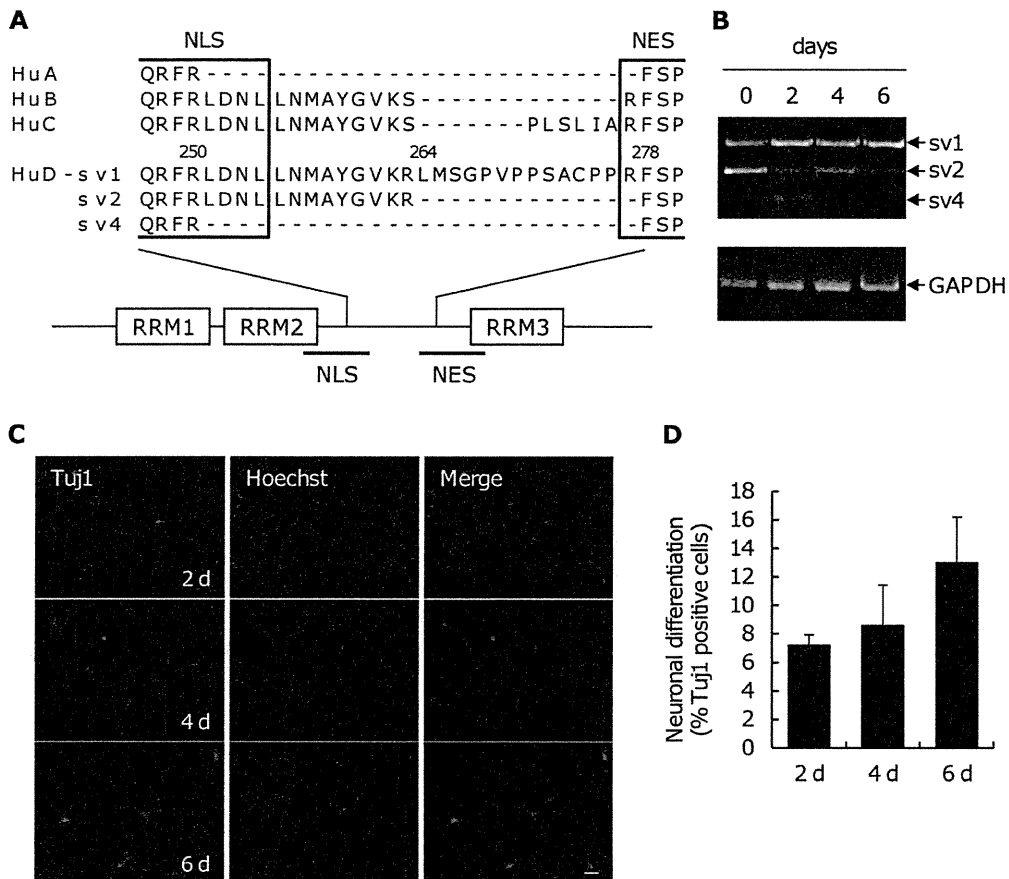 A
NLS NES
HuA QRFR----------------------------FSP
HuB QRFRLDNLLNMAYGVKS--------------RFSP
HuC QRFRLDNLLNMAYGVKS-------PLSLIARFSP
250 264 278
HuD-sv1 QRFRLDNLLNMAYGVKRLMSGPVPPSACPPRFSP
sv2 QRFRLDNLLNMAYGVKR---------------FSP
sv4 QRFR----------------------------FSP
RRM1 RRM2 RRM3
NLS NES
B
days
0 2 4 6
sv1
sv2
sv4
GAPDH
C
Tuj1 Hoechst Merge
2 d
4 d
6 d
D
Neuronal differentiation
(% Tuj1 positive cells)
18
16
14
12
10
8
6
4
2
0
2 d 4 d 6 d